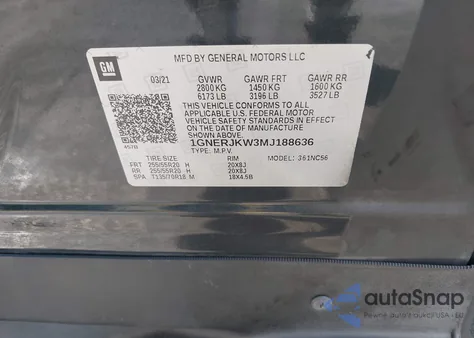 GM
MFD BY GENERAL MOTORS LLC
03/21 GVWR GAWR FRT GAWR RR
2800 KG 1450 KG 1600 KG
6173 LB 3196 LB 3527 LB
THIS VEHICLE CONFORMS TO ALL
APPLICABLE U.S. FEDERAL MOTOR
VEHICLE SAFETY STANDARDS IN
EFFECT ON THE DATE OF
MANUFACTURE SHOWN ABOVE.
1GNERJKW3MJ188636
TYPE: M.P.V.
TIRE SIZE: RIM MODEL: 361NC56
FRT 255/55R20 H 20X8J
RR 255/55R20 H 20X8J
SPA T135/70R18 M 18X4.5B
autoSnap